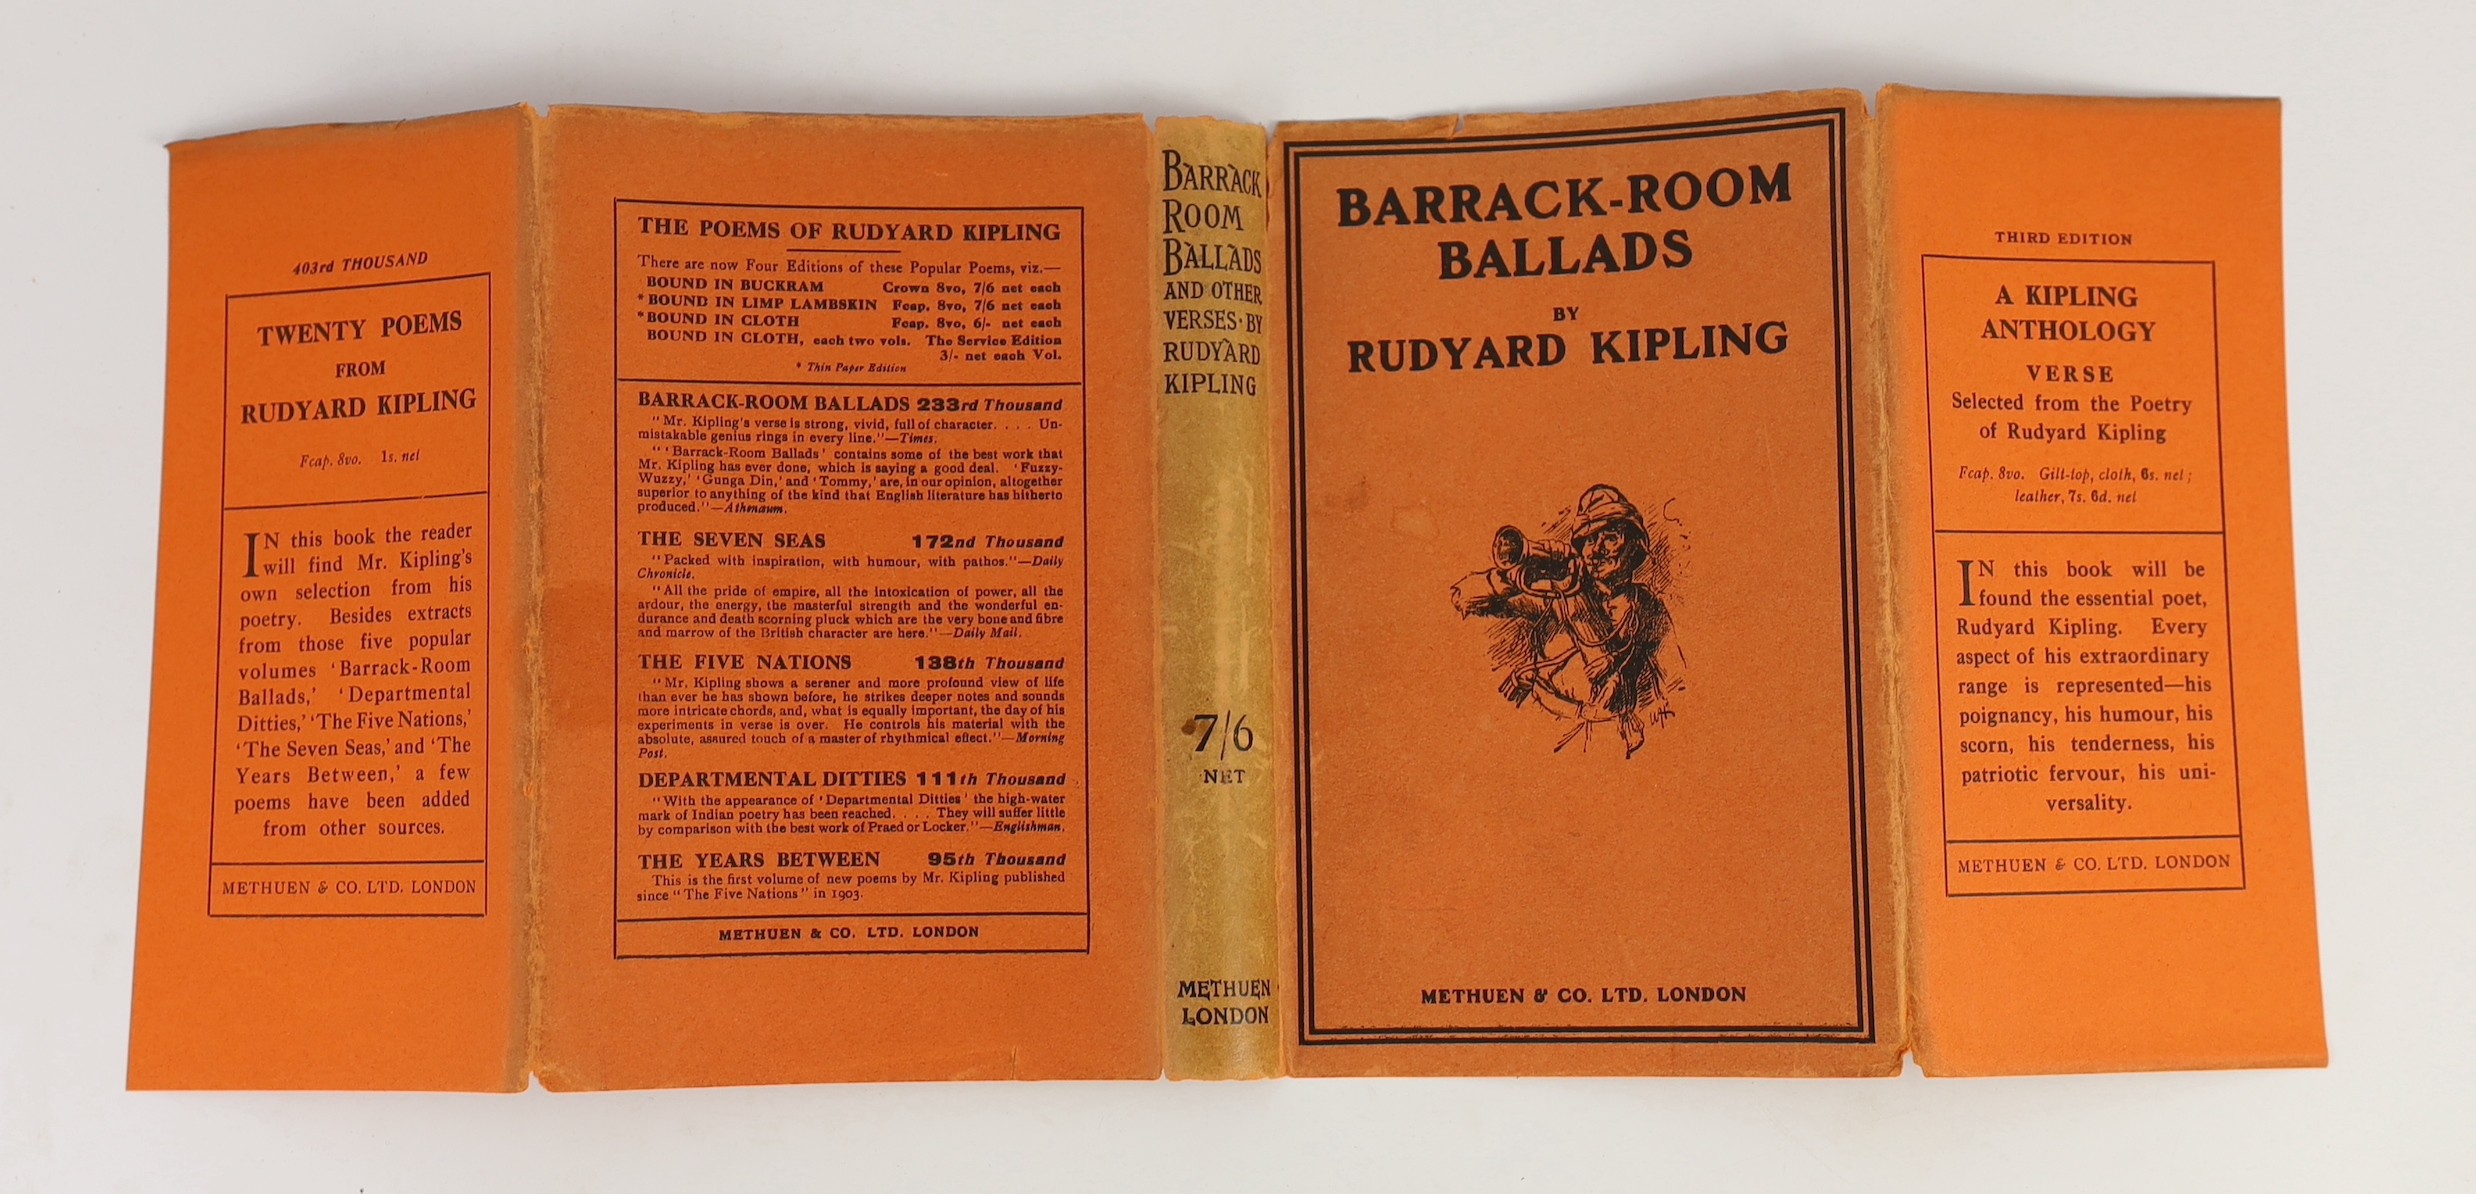 403rd THOUSAND
TWENTY POEMS
FROM
RUDYARD KIPLING
Fcap. 8vo. 1s. net
IN this book the reader
will find Mr. Kipling's
own selection from his
poetry. Besides extracts
from those five popular
volumes 'Barrack-Room
Ballads,' 'Departmental
Ditties,' 'The Five Nations,'
'The Seven Seas,' and 'The
Years Between,' a few
poems have been added
from other sources.
METHUEN & CO. LTD. LONDON
THE POEMS OF RUDYARD KIPLING
There are now Four Editions of these Popular Poems, viz.—
BOUND IN BUCKRAM Crown 8vo, 7/6 net each
*BOUND IN LIMP LAMBSKIN Fcap. 8vo, 7/6 net each
*BOUND IN CLOTH Fcap. 8vo, 6/- net each
BOUND IN CLOTH, each two vols. The Service Edition
3/- net each Vol.
* Thin Paper Edition
BARRACK-ROOM BALLADS 233rd Thousand
"Mr. Kipling's verse is strong, vivid, full of character. . . . Un-
mistakable genius rings in every line."—Times.
"'Barrack-Room Ballads' contains some of the best work that
Mr. Kipling has ever done, which is saying a good deal. 'Fuzzy-
Wuzzy,' 'Gunga Din,' and 'Tommy,' are, in our opinion, altogether
superior to anything of the kind that English literature has hitherto
produced."—Athenæum.
THE SEVEN SEAS 172nd Thousand
"Packed with inspiration, with humour, with pathos."—Daily
Chronicle.
"All the pride of empire, all the intoxication of power, all the
ardour, the energy, the masterful strength and the wonderful en-
durance and death scorning pluck which are the very bone and fibre
and marrow of the British character are here."—Daily Mail.
THE FIVE NATIONS 138th Thousand
"Mr. Kipling shows a serener and more profound view of life
than ever he has shown before, he strikes deeper notes and sounds
more intricate chords, and, what is equally important, the day of his
experiments in verse is over. He controls his material with the
absolute, assured touch of a master of rhythmical effect."—Morning
Post.
DEPARTMENTAL DITTIES 111th Thousand
"With the appearance of 'Departmental Ditties' the high-water
mark of Indian poetry has been reached. . . . They will suffer little
by comparison with the best work of Praed or Locker."—Englishman.
THE YEARS BETWEEN 95th Thousand
This is the first volume of new poems by Mr. Kipling published
since "The Five Nations" in 1903.
METHUEN & CO. LTD. LONDON
BARRACK
ROOM
BALLADS
AND OTHER
VERSES·BY
RUDYARD
KIPLING
7/6
NET
METHUEN
LONDON
BARRACK-ROOM
BALLADS
BY
RUDYARD KIPLING
METHUEN & CO. LTD. LONDON
THIRD EDITION
A KIPLING
ANTHOLOGY
VERSE
Selected from the Poetry
of Rudyard Kipling
Fcap. 8vo. Gilt-top, cloth, 6s. net;
leather, 7s. 6d. net
IN this book will be
found the essential poet,
Rudyard Kipling. Every
aspect of his extraordinary
range is represented—his
poignancy, his humour, his
scorn, his tenderness, his
patriotic fervour, his uni-
versality.
METHUEN & CO. LTD. LONDON